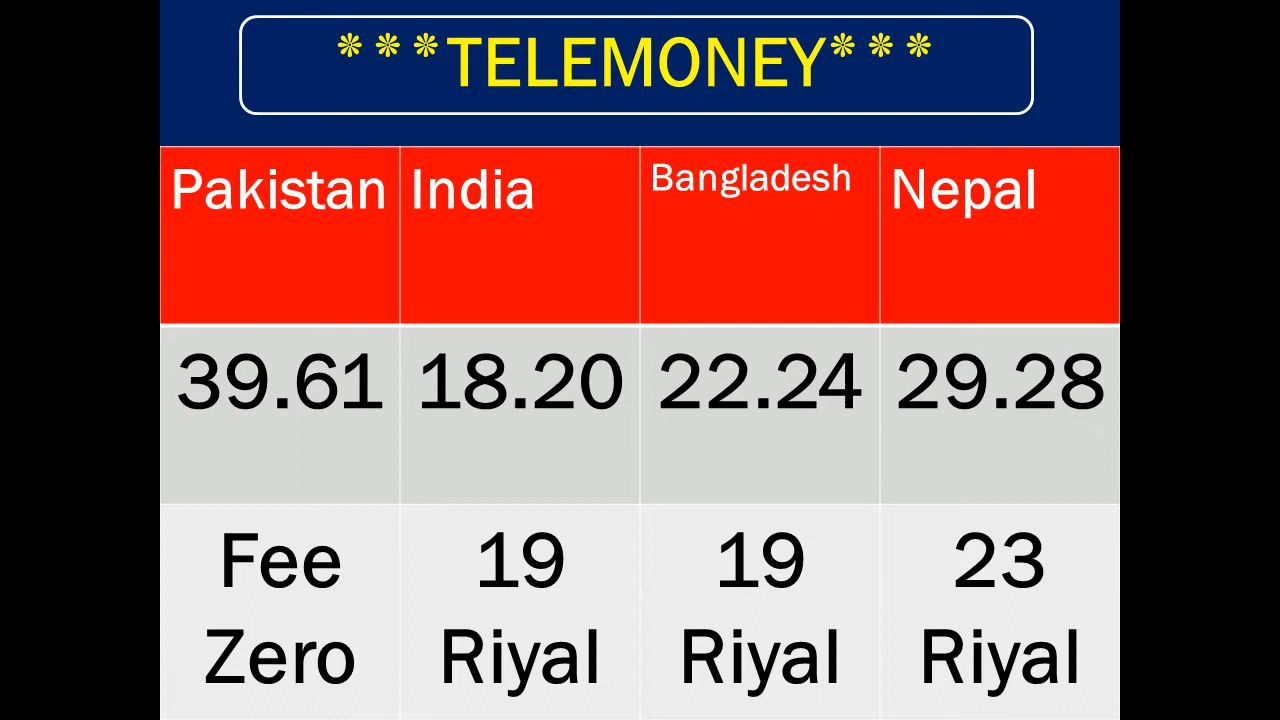 ***TELEMONEY***
Pakistan India Bangladesh Nepal
39.61 18.20 22.24 29.28
Fee Zero 19 Riyal 19 Riyal 23 Riyal